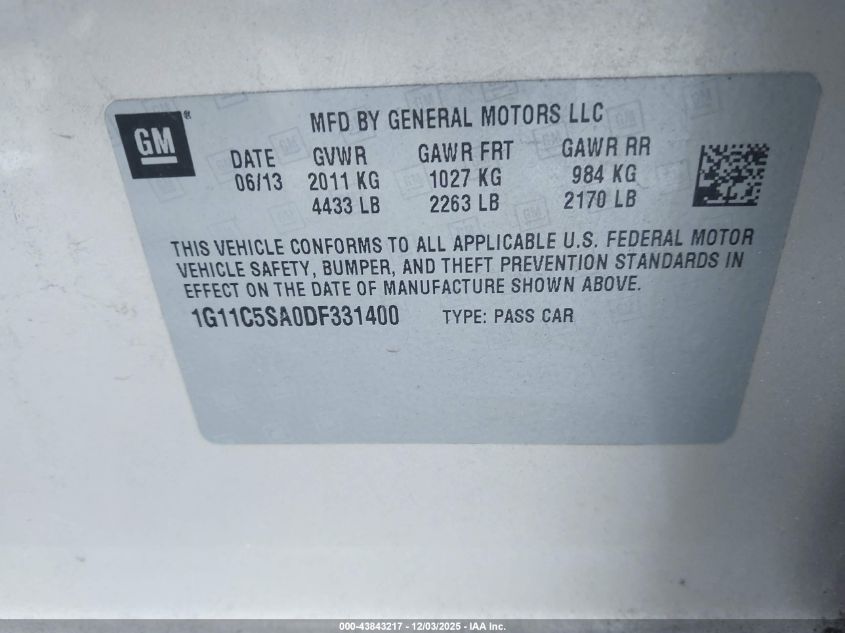 GM ®
MFD BY GENERAL MOTORS LLC
DATE GVWR GAWR FRT GAWR RR
06/13 2011 KG 1027 KG 984 KG
4433 LB 2263 LB 2170 LB
THIS VEHICLE CONFORMS TO ALL APPLICABLE U.S. FEDERAL MOTOR
VEHICLE SAFETY, BUMPER, AND THEFT PREVENTION STANDARDS IN
EFFECT ON THE DATE OF MANUFACTURE SHOWN ABOVE.
1G11C5SA0DF331400 TYPE: PASS CAR
000-43843217 - 12/03/2025 - IAA Inc.